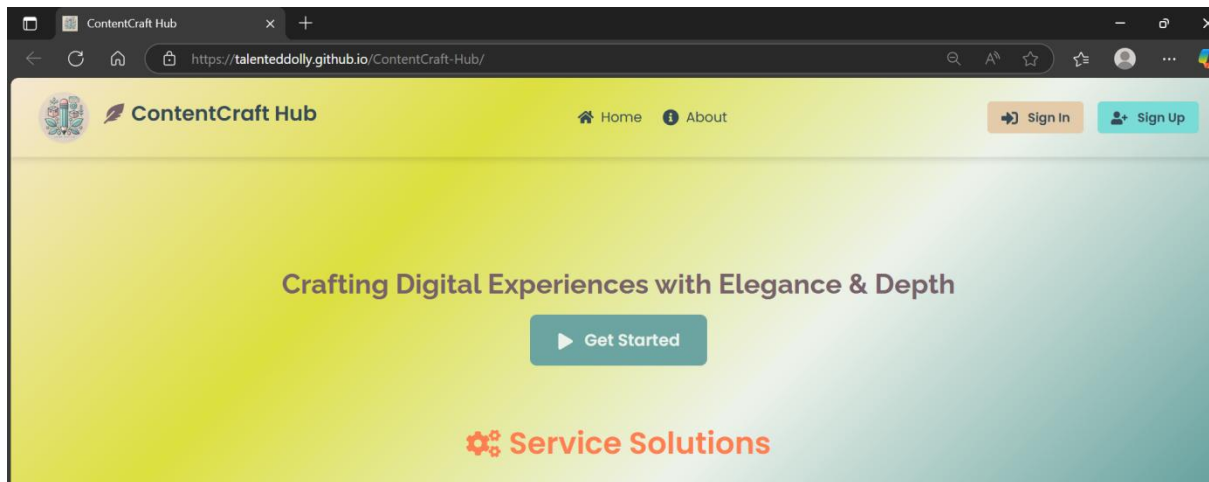 ContentCraft Hub
https://talenteddolly.github.io/ContentCraft-Hub/
ContentCraft Hub Home About Sign In Sign Up
Crafting Digital Experiences with Elegance & Depth
Get Started
Service Solutions